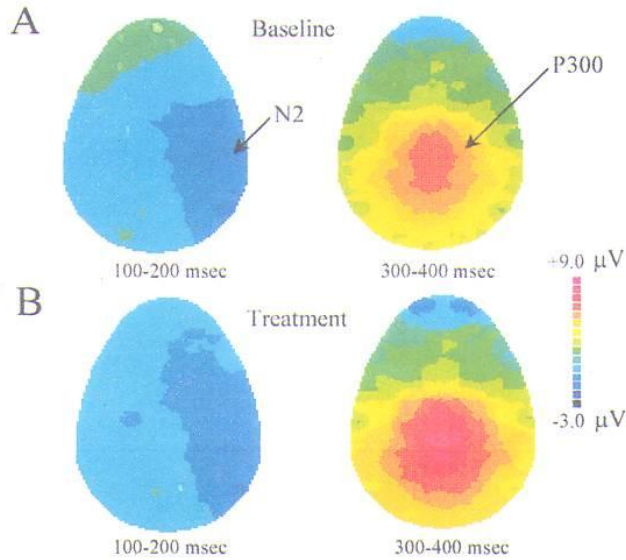 A
Baseline
P300
N2
100-200 msec
300-400 msec
+9.0 μV
B
Treatment
-3.0 μV
100-200 msec
300-400 msec